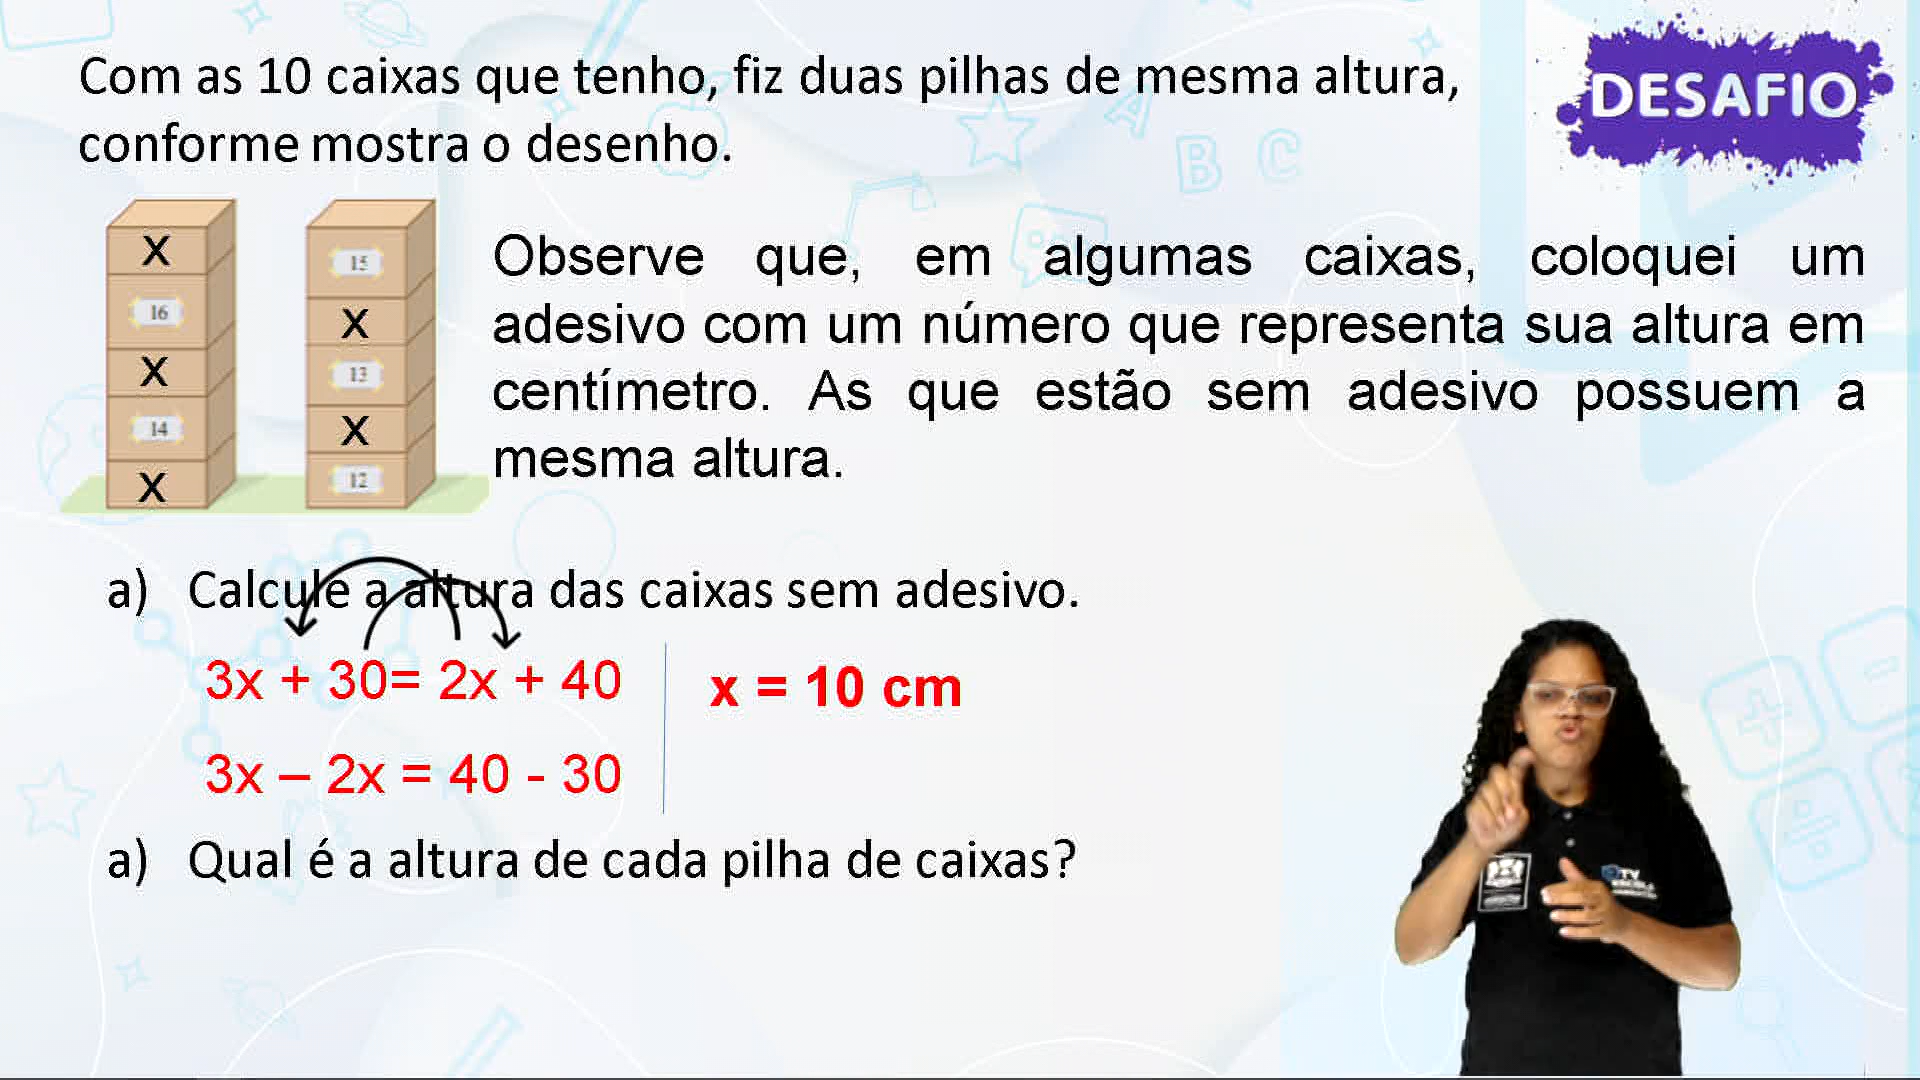 Com as 10 caixas que tenho, fiz duas pilhas de mesma altura,
conforme mostra o desenho.
DESAFIO
A B C
X
16
X
14
X
15
X
13
X
12
Observe que, em algumas caixas, coloquei um
adesivo com um número que representa sua altura em
centímetro. As que estão sem adesivo possuem a
mesma altura.
a) Calcule a altura das caixas sem adesivo.
3x + 30= 2x + 40
x = 10 cm
3x – 2x = 40 - 30
a) Qual é a altura de cada pilha de caixas?
TV